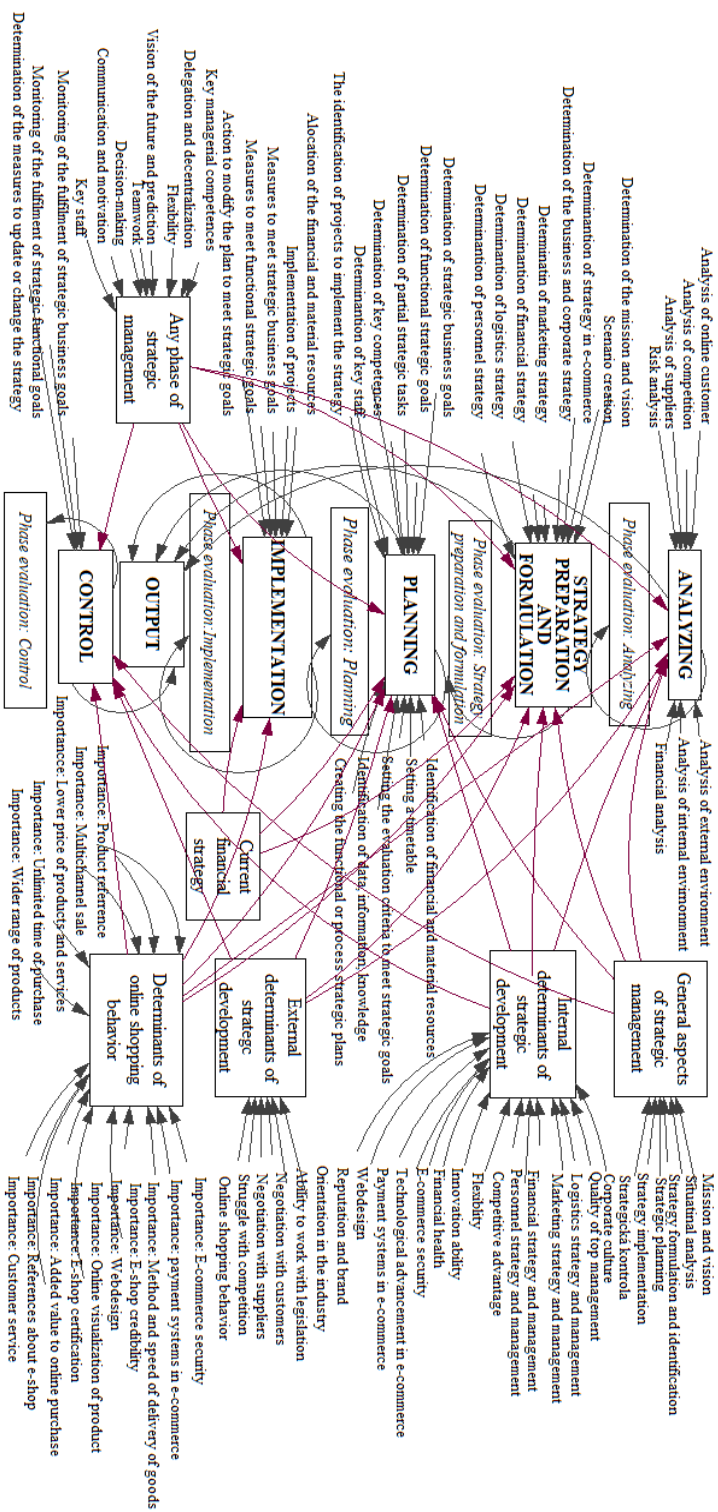 Mission and vision
Situatinal analysis
Strategy formulation and identification
Strategic planning
Strategy implementation
Strategická kontrola
Corporate culture
Quality of top management
Logistics strategy and management
Marketing strategy and management
Financial strategy and management
Personnel strategy and management
Competitive advantage
Flexiblity
Innovation ability
Financial health
E-commerce security
Technological advancement in e-commerce
Payment systems in e-commerce
Webdesign
Reputation and brand
Orientation in the industry
Ability to work with legislation
Negotiation with customers
Negotiation with suppliers
Struggle with competition
Online shopping behavior
Importance: E-commerce security
Importance: payment systems in e-commerce
Importance: Method and speed of delivery of goods
Importance: E-shop credibility
Importance: Webdesign
Importance: Online visualization of product
Importance: E-shop certification
Importance: Added value to online purchase
Importance: References about e-shop
Importance: Customer service
General aspects
of strategic
management
Internal
determinants of
strategic
development
External
determinants of
strategc
development
Determinants of
online shopping
behavior
Current
financial
strategy
Analysis of external environment
Analysis of internal environment
Financial analysis
Identification of financial and material resources
Setting a timetable
Setting the evaluation criteria to meet strategic goals
Identification of data, information, knowledge
Creating the functional or process strategic plans
Importance: Product reference
Importance: Multichannel sale
Importancce: Lower price of products and services
Importance: Unlimited time of purchase
Importance: Wider range of products
ANALYZING
Phase evaluation: Analyzing
STRATEGY
PREPARATION
AND
FORMULATION
Phase evaluation: Strategy
preparation and formulation
PLANNING
Phase evaluation: Planning
IMPLEMENTATION
Phase evaluation: Implementation
OUTPUT
CONTROL
Phase evaluation: Control
Any phase of
strategic
management
Analysis of online customer
Analysis of competition
Analysis of suppliers
Risk analysis
Determination of the mission and vision
Scenario creation
Determinantion of strategy in e-commerce
Determination of the business and corporate strategy
Determinatin of marketing strategy
Determinantion of financial strategy
Determinantion of logistics strategy
Determinantion of personnel strategy
Determination of strategic business goals
Determination of functional strategic goals
Determination of partial strategic tasks
Determination of key competences
Determinantion of key staff
The identification of projects to implement the strategy
Alocation of the financial and material resources
Implementation of projects
Measures to meet strategic business goals
Measures to meet functional strategic goals
Action to modify the plan to meet strategic goals
Key managerial competences
Delegation and decentralization
Flexibility
Vision of the future and prediction
Teamwork
Decision-making
Communication and motivation
Key staff
Monitoring of the fulfilment of strategic business goals
Monitoring of the fulfilment of strategic functional goals
Determination of the measures to update or change the strategy